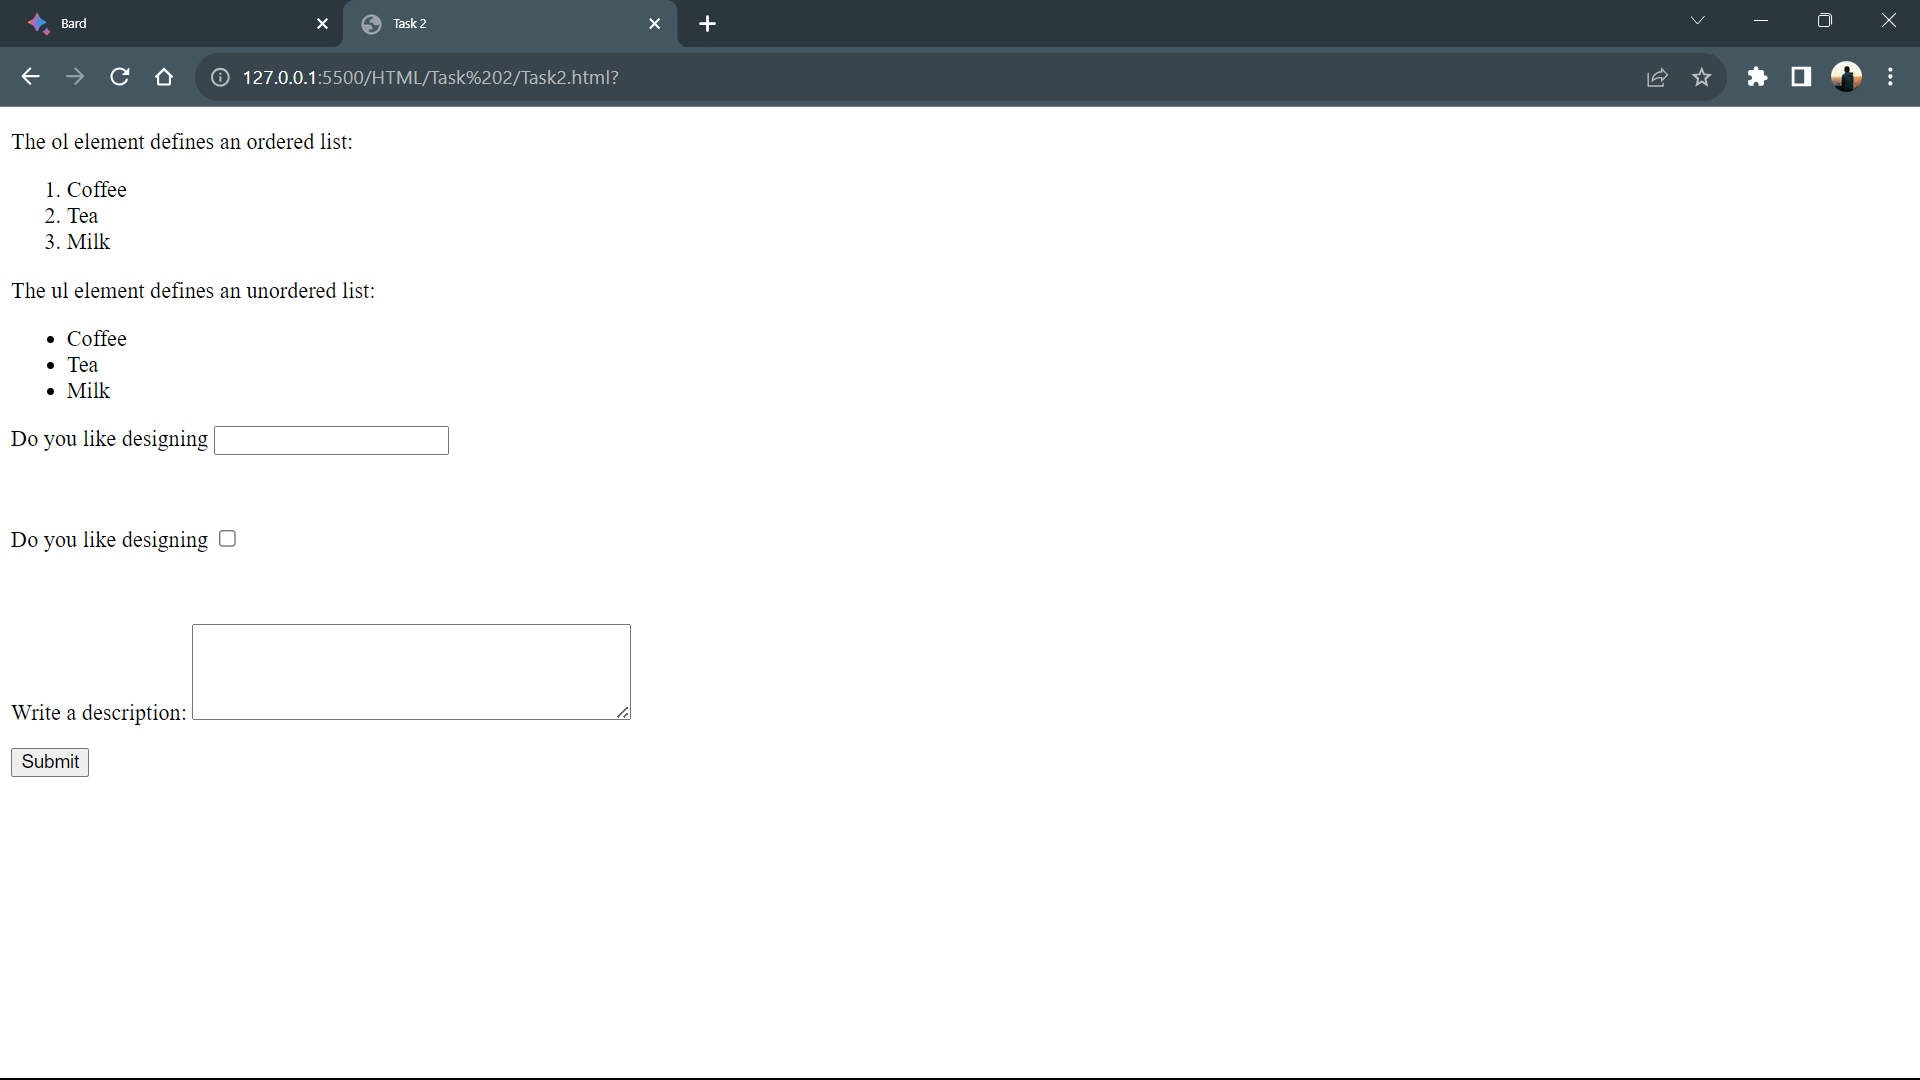 Bard
Task 2
127.0.0.1:5500/HTML/Task%202/Task2.html?
The ol element defines an ordered list:
1. Coffee
2. Tea
3. Milk
The ul element defines an unordered list:
• Coffee
• Tea
• Milk
Do you like designing
Do you like designing
Write a description:
Submit